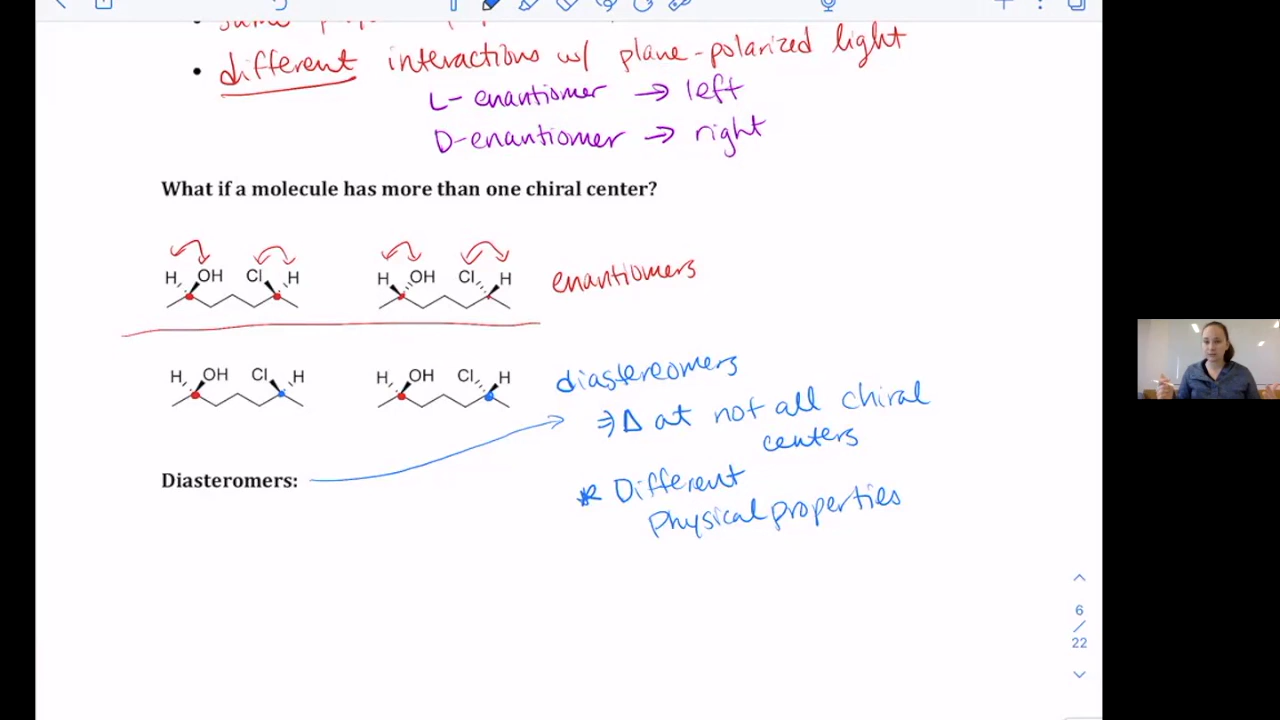 • different interactions w/ plane-polarized light
L- enantiomer → left
D-enantiomer → right
What if a molecule has more than one chiral center?
H OH Cl H H OH Cl H enantiomers
H OH Cl H H OH Cl H diastereomers
⇒ Δ at not all chiral
centers
Diasteromers:
* Different
Physical properties
6
/
22